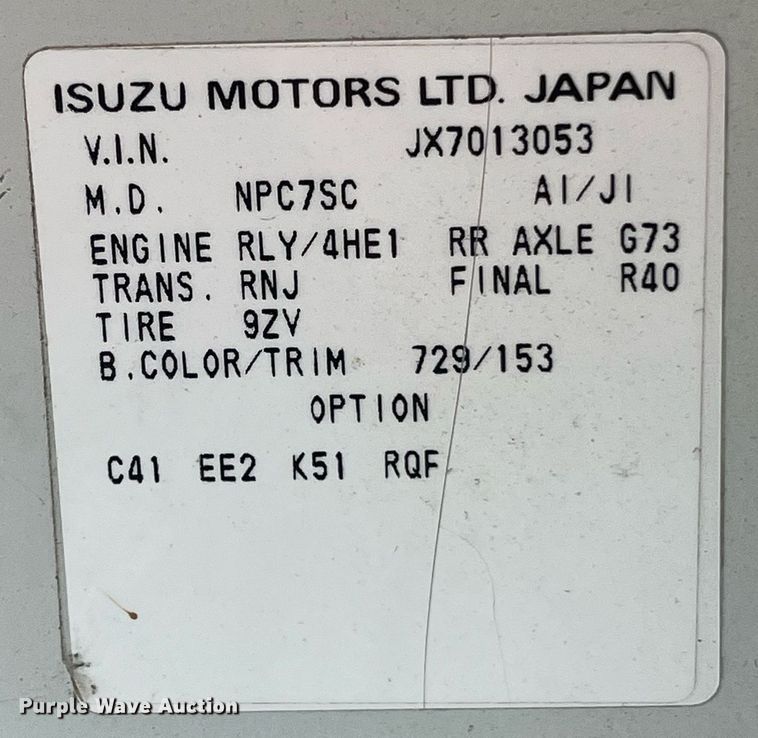 ISUZU MOTORS LTD. JAPAN
V.I.N. JX7013053
M.D. NPC7SC AI/JI
ENGINE RLY/4HE1 RR AXLE G73
TRANS. RNJ FINAL R40
TIRE 9ZV
B.COLOR/TRIM 729/153
OPTION
C41 EE2 K51 RQF
Purple Wave Auction